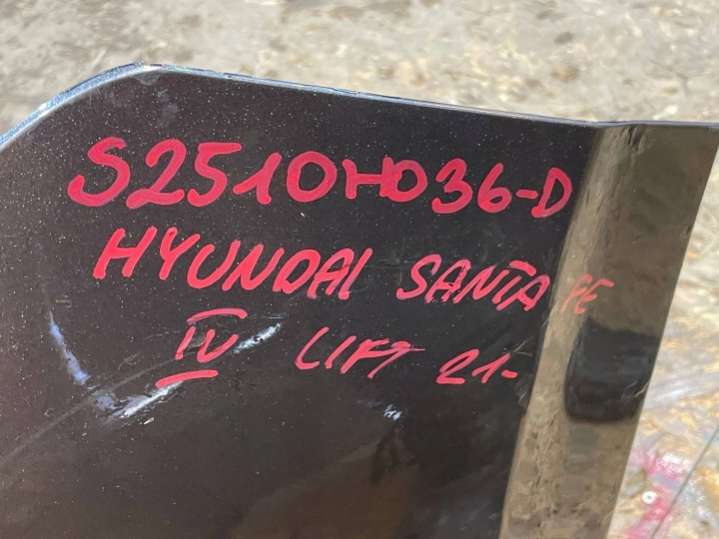 S2510H036-D
HYUNDAI SANTA FE
IV LIFT 21-